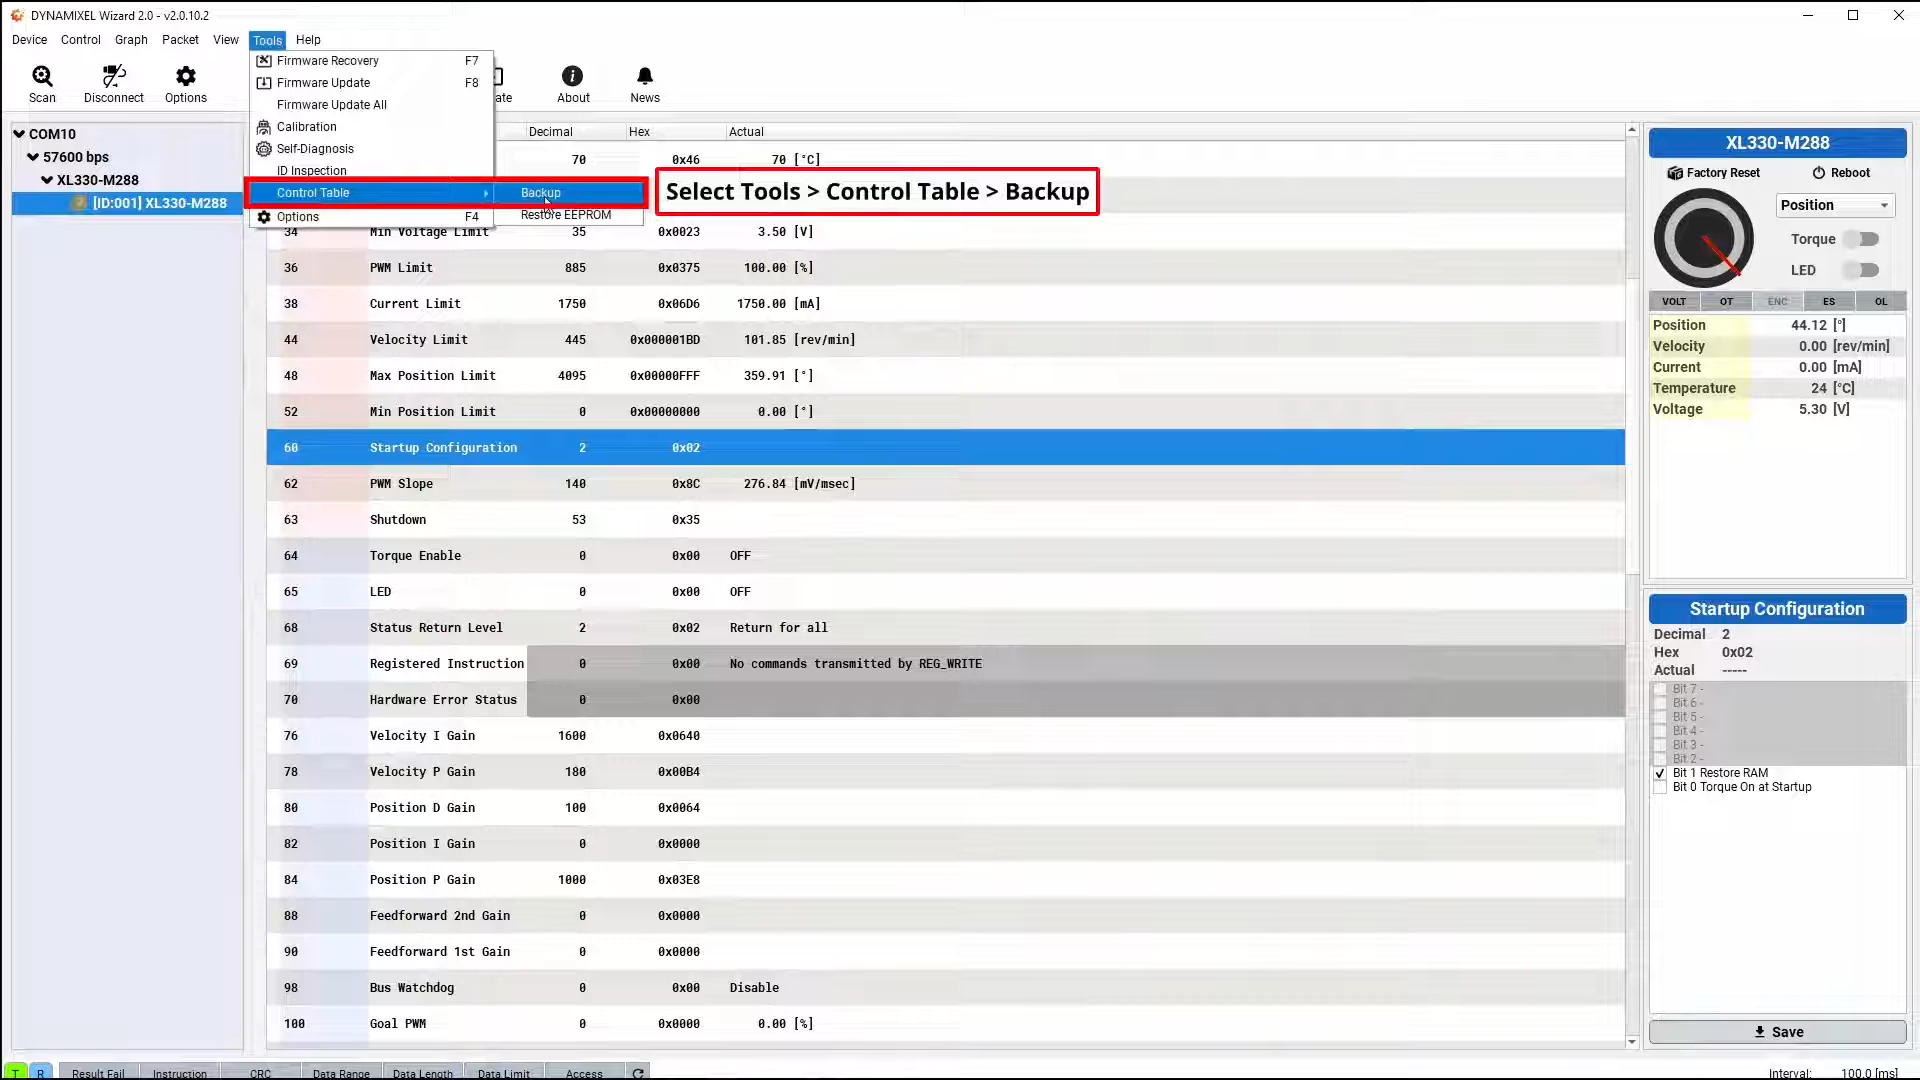 DYNAMIXEL Wizard 2.0 - v2.0.10.2
Device Control Graph Packet View Tools Help
Scan Disconnect Options ate About News
Firmware Recovery F7
Firmware Update F8
Firmware Update All
Calibration
Self-Diagnosis
ID Inspection
Control Table
Options F4
Backup
Restore EEPROM
Select Tools > Control Table > Backup
COM10
57600 bps
XL330-M288
[ID:001] XL330-M288
Decimal Hex Actual
70 0x46 70 [°C]
34 Min Voltage Limit 35 0x0023 3.50 [V]
36 PWM Limit 885 0x0375 100.00 [%]
38 Current Limit 1750 0x06D6 1750.00 [mA]
44 Velocity Limit 445 0x000001BD 101.85 [rev/min]
48 Max Position Limit 4095 0x00000FFF 359.91 [°]
52 Min Position Limit 0 0x00000000 0.00 [°]
60 Startup Configuration 2 0x02
62 PWM Slope 140 0x8C 276.84 [mV/msec]
63 Shutdown 53 0x35
64 Torque Enable 0 0x00 OFF
65 LED 0 0x00 OFF
68 Status Return Level 2 0x02 Return for all
69 Registered Instruction 0 0x00 No commands transmitted by REG_WRITE
70 Hardware Error Status 0 0x00
76 Velocity I Gain 1600 0x0640
78 Velocity P Gain 180 0x00B4
80 Position D Gain 100 0x0064
82 Position I Gain 0 0x0000
84 Position P Gain 1000 0x03E8
88 Feedforward 2nd Gain 0 0x0000
90 Feedforward 1st Gain 0 0x0000
98 Bus Watchdog 0 0x00 Disable
100 Goal PWM 0 0x0000 0.00 [%]
XL330-M288
Factory Reset Reboot
Position
Torque
LED
VOLT OT ENC ES OL
Position 44.12 [°]
Velocity 0.00 [rev/min]
Current 0.00 [mA]
Temperature 24 [°C]
Voltage 5.30 [V]
Startup Configuration
Decimal 2
Hex 0x02
Actual -----
Bit 7 -
Bit 6 -
Bit 5 -
Bit 4 -
Bit 3 -
Bit 2 -
Bit 1 Restore RAM
Bit 0 Torque On at Startup
Save
T R Result Fail Instruction CRC Data Range Data Length Data Limit Access Interval: 100.0 [ms]